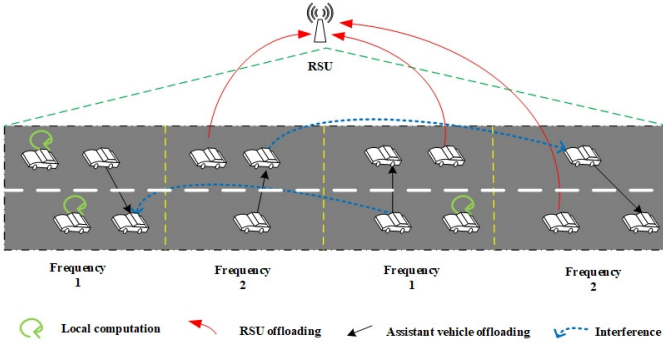 RSU
Frequency
1
Frequency
2
Frequency
1
Frequency
2
Local computation
RSU offloading
Assistant vehicle offloading
Interference